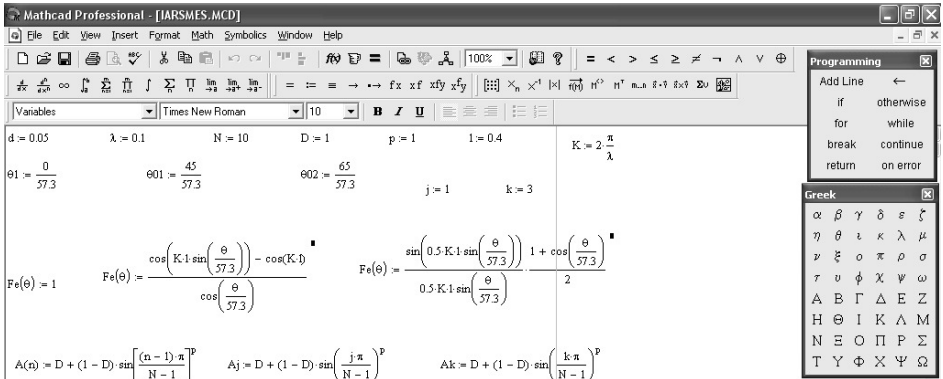 Mathcad Professional - [IARSMES.MCD]
File Edit View Insert Format Math Symbolics Window Help
100%
Variables Times New Roman 10 B I U
d := 0.05 λ := 0.1 N := 10 D := 1 p := 1 l := 0.4 K := 2·π/λ
θ1 := 0/57.3 θ01 := 45/57.3 θ02 := 65/57.3 j := 1 k := 3
Fe(θ) := 1 Fe(θ) := (cos(K·l·sin(θ/57.3)) − cos(K·l))/cos(θ/57.3) Fe(θ) := sin(0.5·K·l·sin(θ/57.3))/(0.5·K·l·sin(θ/57.3)) · (1 + cos(θ/57.3))/2
A(n) := D + (1 − D)·sin[(n − 1)·π/(N − 1)]^p Aj := D + (1 − D)·sin(j·π/(N − 1))^p Ak := D + (1 − D)·sin(k·π/(N − 1))^p
Programming
Add Line ←
if otherwise
for while
break continue
return on error
Greek
α β γ δ ε ζ
η θ ι κ λ μ
ν ξ ο π ρ σ
τ υ ϕ χ ψ ω
Α Β Γ Δ Ε Ζ
Η Θ Ι Κ Λ Μ
Ν Ξ Ο Π Ρ Σ
Τ Υ Φ Χ Ψ Ω